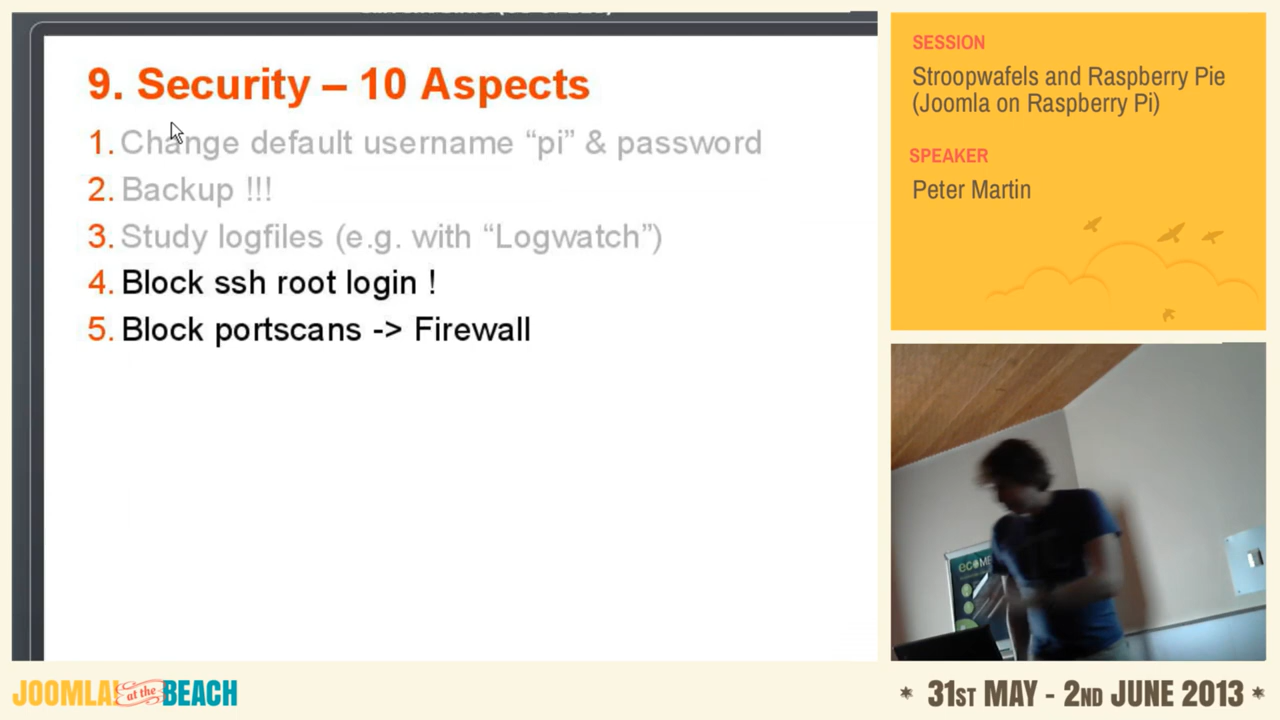 9. Security – 10 Aspects
1. Change default username “pi” & password
2. Backup !!!
3. Study logfiles (e.g. with “Logwatch”)
4. Block ssh root login !
5. Block portscans -> Firewall
SESSION
Stroopwafels and Raspberry Pie
(Joomla on Raspberry Pi)
SPEAKER
Peter Martin
JOOMLA! at the BEACH
* 31ST MAY - 2ND JUNE 2013 *